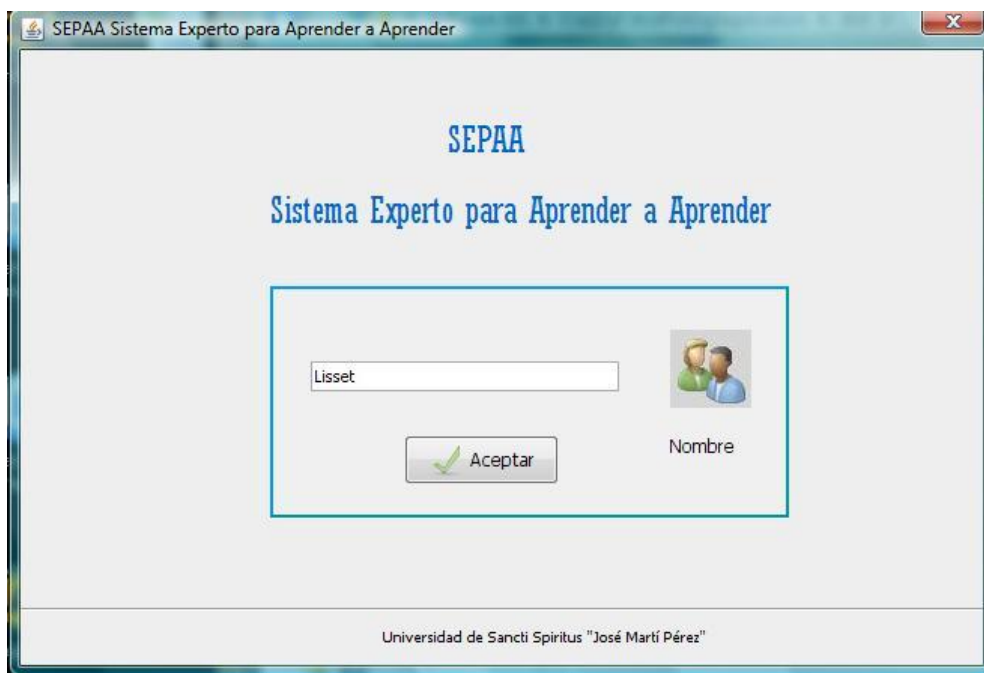 SEPAA Sistema Experto para Aprender a Aprender
SEPAA
Sistema Experto para Aprender a Aprender
Lisset
Aceptar
Nombre
Universidad de Sancti Spiritus "José Martí Pérez"